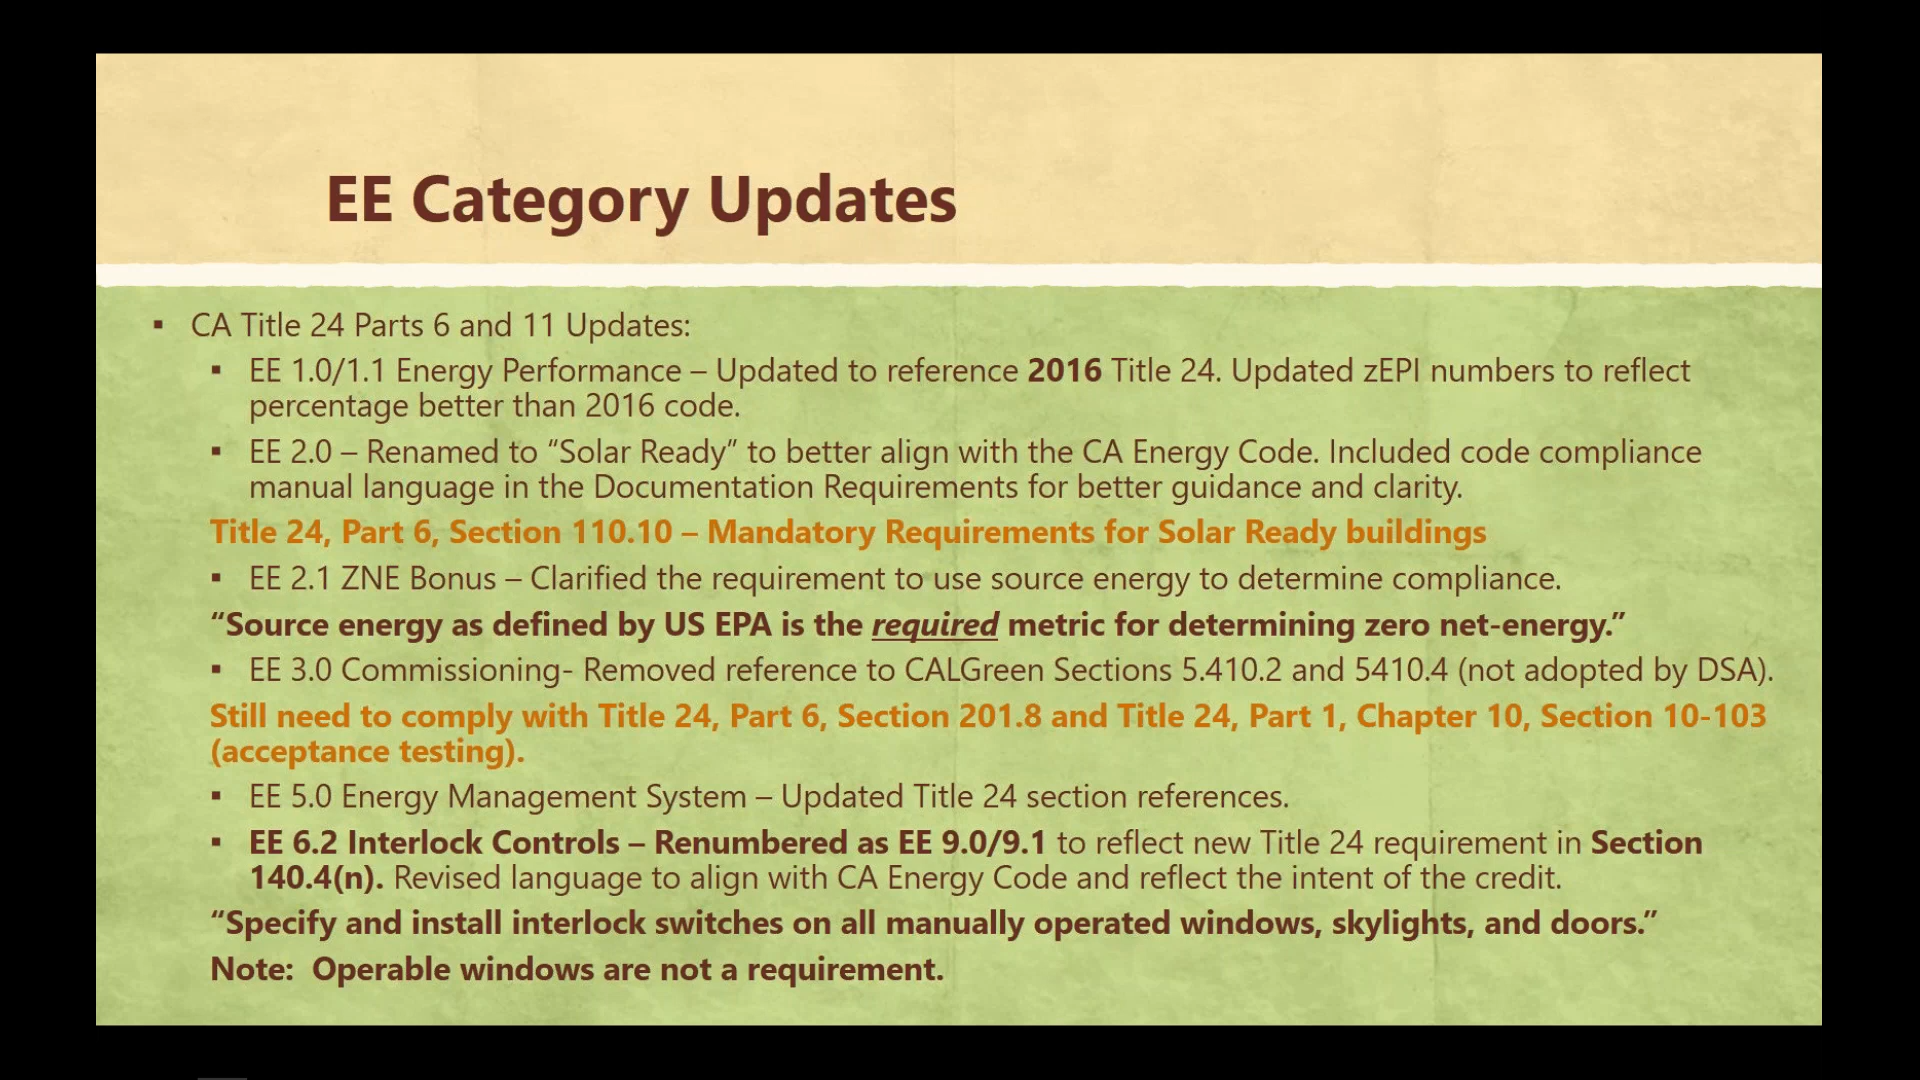 EE Category Updates
▪ CA Title 24 Parts 6 and 11 Updates:
▪ EE 1.0/1.1 Energy Performance – Updated to reference 2016 Title 24. Updated zEPI numbers to reflect
percentage better than 2016 code.
▪ EE 2.0 – Renamed to “Solar Ready” to better align with the CA Energy Code. Included code compliance
manual language in the Documentation Requirements for better guidance and clarity.
Title 24, Part 6, Section 110.10 – Mandatory Requirements for Solar Ready buildings
▪ EE 2.1 ZNE Bonus – Clarified the requirement to use source energy to determine compliance.
“Source energy as defined by US EPA is the required metric for determining zero net-energy.”
▪ EE 3.0 Commissioning- Removed reference to CALGreen Sections 5.410.2 and 5410.4 (not adopted by DSA).
Still need to comply with Title 24, Part 6, Section 201.8 and Title 24, Part 1, Chapter 10, Section 10-103
(acceptance testing).
▪ EE 5.0 Energy Management System – Updated Title 24 section references.
▪ EE 6.2 Interlock Controls – Renumbered as EE 9.0/9.1 to reflect new Title 24 requirement in Section
140.4(n). Revised language to align with CA Energy Code and reflect the intent of the credit.
“Specify and install interlock switches on all manually operated windows, skylights, and doors.”
Note:  Operable windows are not a requirement.